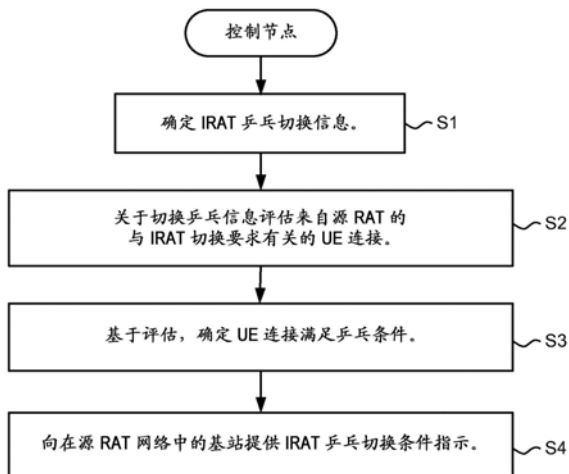 控制节点
确定 IRAT 乒乓切换信息。
S1
关于切换乒乓信息评估来自源 RAT 的
与 IRAT 切换要求有关的 UE 连接。
S2
基于评估，确定 UE 连接满足乒乓条件。
S3
向在源 RAT 网络中的基站提供 IRAT 乒乓切换条件指示。
S4